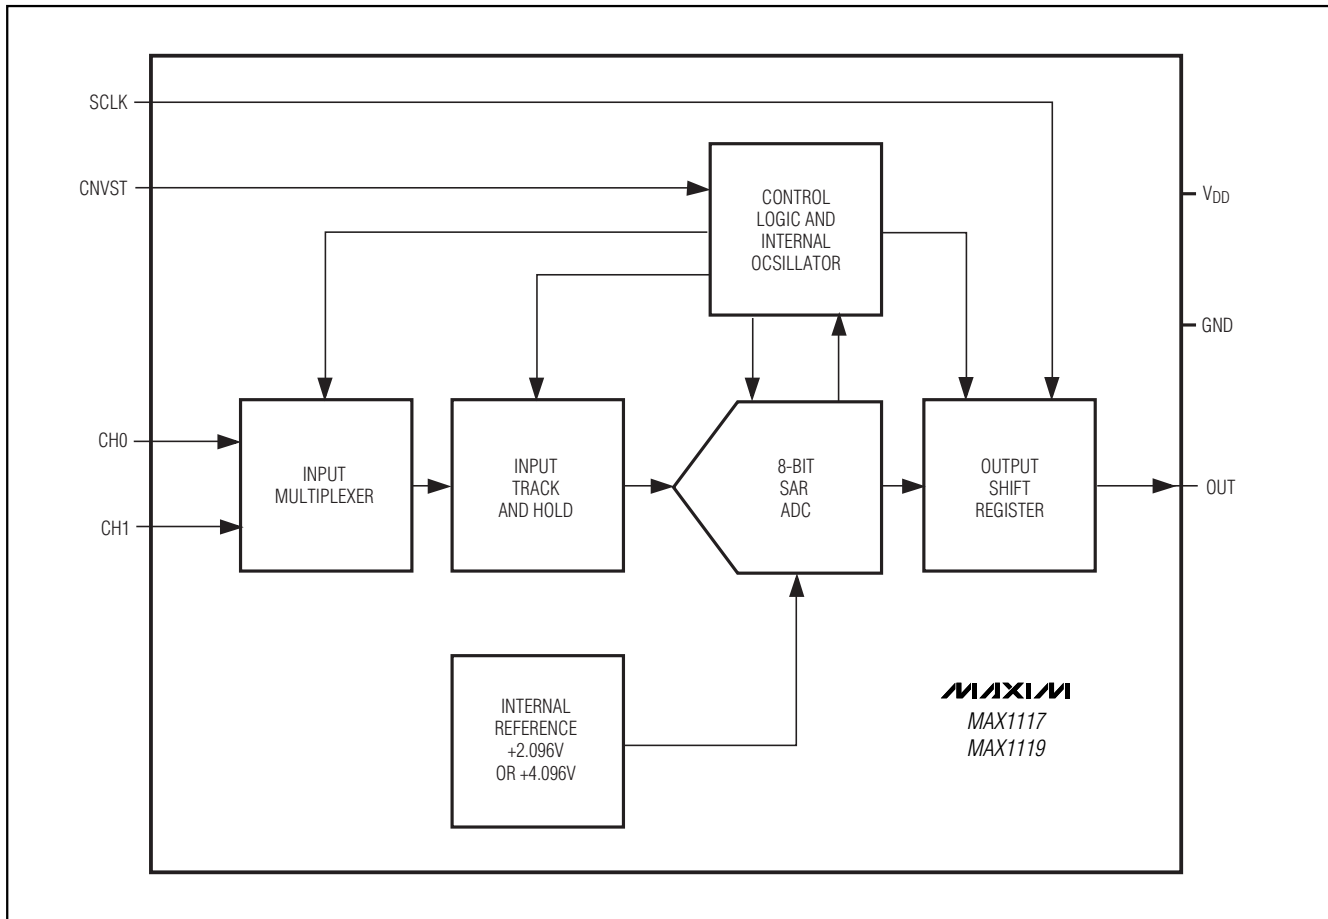 SCLK
CNVST
CONTROL
LOGIC AND
INTERNAL
OCSILLATOR
VDD
GND
CH0
CH1
INPUT
MULTIPLEXER
INPUT
TRACK
AND HOLD
8-BIT
SAR
ADC
OUTPUT
SHIFT
REGISTER
OUT
INTERNAL
REFERENCE
+2.096V
OR +4.096V
MAXIM
MAX1117
MAX1119